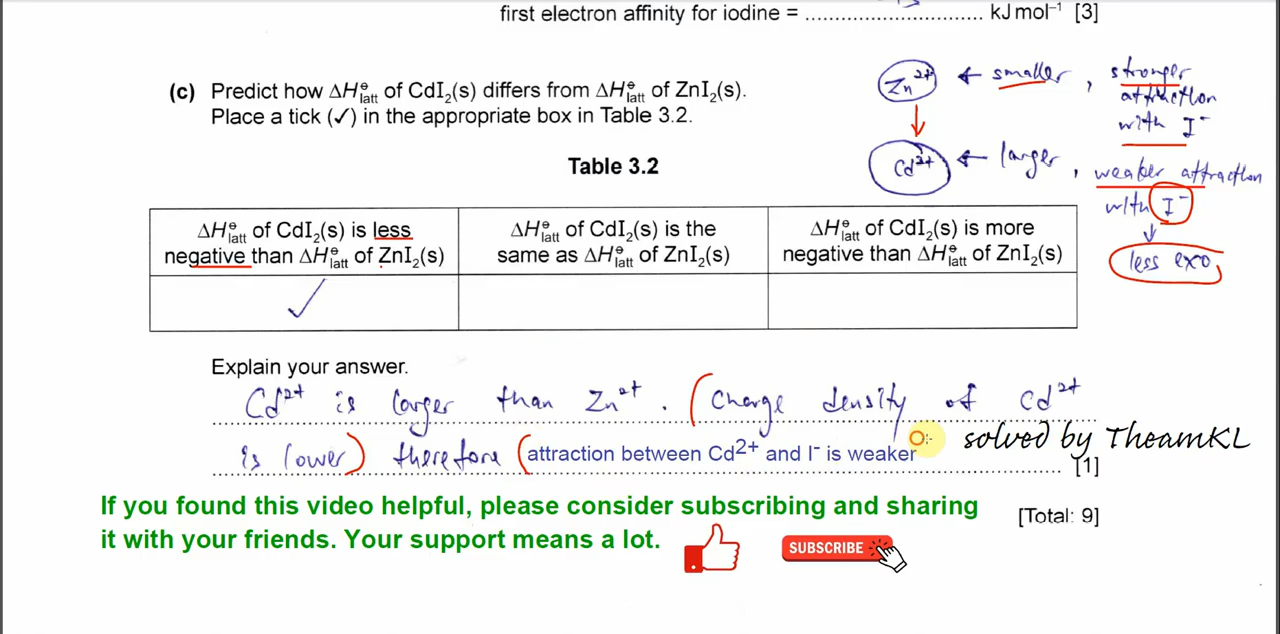 first electron affinity for iodine = .............................. kJ mol⁻¹ [3]
(c) Predict how ΔH⦵latt of CdI₂(s) differs from ΔH⦵latt of ZnI₂(s).
Place a tick (✓) in the appropriate box in Table 3.2.
Zn²⁺ ← smaller, stronger
attraction
with I⁻
Cd²⁺ ← larger, weaker attraction
with I⁻
↓
less exo,
Table 3.2
ΔH⦵latt of CdI₂(s) is less
negative than ΔH⦵latt of ZnI₂(s)
ΔH⦵latt of CdI₂(s) is the
same as ΔH⦵latt of ZnI₂(s)
ΔH⦵latt of CdI₂(s) is more
negative than ΔH⦵latt of ZnI₂(s)
✓
Explain your answer.
Cd²⁺ is larger than Zn²⁺. (Charge density of Cd²⁺
is lower) therefore (attraction between Cd²⁺ and I⁻ is weaker
solved by TheamKL
[1]
If you found this video helpful, please consider subscribing and sharing
it with your friends. Your support means a lot.
SUBSCRIBE
[Total: 9]